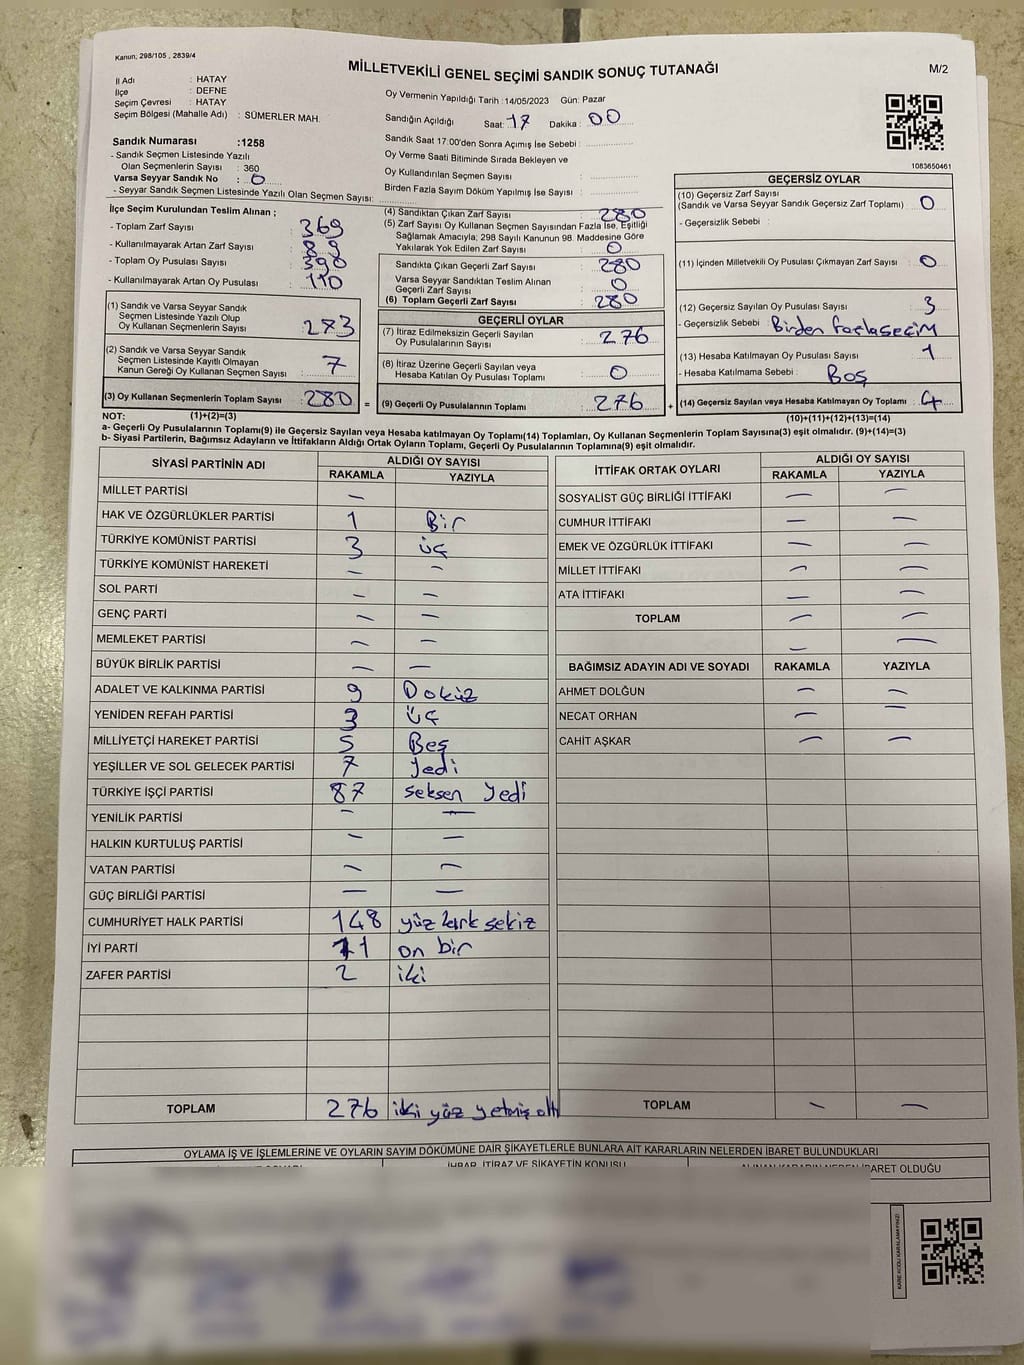 Kanun; 298/105 , 2839/4
MİLLETVEKİLİ GENEL SEÇİMİ SANDIK SONUÇ TUTANAĞI
M/2
İl Adı : HATAY
İlçe : DEFNE
Seçim Çevresi : HATAY
Seçim Bölgesi (Mahalle Adı) : SÜMERLER MAH.
Oy Vermenin Yapıldığı Tarih : 14/05/2023 Gün: Pazar
Sandığın Açıldığı Saat: 17 Dakika: 00
Sandık Saat 17:00'den Sonra Açımış İse Sebebi :
Oy Verme Saati Bitiminde Sırada Bekleyen ve
Oy Kullandırılan Seçmen Sayısı :
Birden Fazla Sayım Döküm Yapılmış İse Sayısı :
1083650461
Sandık Numarası :1258
- Sandık Seçmen Listesinde Yazılı
Olan Seçmenlerin Sayısı : 360
Varsa Seyyar Sandık No : 0
- Seyyar Sandık Seçmen Listesinde Yazılı Olan Seçmen Sayısı:
İlçe Seçim Kurulundan Teslim Alınan ;
- Toplam Zarf Sayısı : 369
- Kullanılmayarak Artan Zarf Sayısı : 89
- Toplam Oy Pusulası Sayısı : 390
- Kullanılmayarak Artan Oy Pusulası : 110
(1) Sandık ve Varsa Seyyar Sandık
Seçmen Listesinde Yazılı Olup
Oy Kullanan Seçmenlerin Sayısı : 273
(2) Sandık ve Varsa Seyyar Sandık
Seçmen Listesinde Kayıtlı Olmayan
Kanun Gereği Oy Kullanan Seçmen Sayısı : 7
(3) Oy Kullanan Seçmenlerin Toplam Sayısı : 280 =
(4) Sandıktan Çıkan Zarf Sayısı : 280
(5) Zarf Sayısı Oy Kullanan Seçmen Sayısından Fazla İse, Eşitliği
Sağlamak Amacıyla; 298 Sayılı Kanunun 98. Maddesine Göre
Yakılarak Yok Edilen Zarf Sayısı : 0
Sandıkta Çıkan Geçerli Zarf Sayısı : 280
Varsa Seyyar Sandıktan Teslim Alınan
Geçerli Zarf Sayısı : 0
(6) Toplam Geçerli Zarf Sayısı : 280
GEÇERLİ OYLAR
(7) İtiraz Edilmeksizin Geçerli Sayılan
Oy Pusulalarının Sayısı : 276
(8) İtiraz Üzerine Geçerli Sayılan veya
Hesaba Katılan Oy Pusulası Toplamı : 0
(9) Geçerli Oy Pusulalarının Toplamı : 276 +
GEÇERSİZ OYLAR
(10) Geçersiz Zarf Sayısı : 0
(Sandık ve Varsa Seyyar Sandık Geçersiz Zarf Toplamı)
- Geçersizlik Sebebi :
(11) İçinden Milletvekili Oy Pusulası Çıkmayan Zarf Sayısı : 0
(12) Geçersiz Sayılan Oy Pusulası Sayısı : 3
- Geçersizlik Sebebi : Birden fazla seçim
(13) Hesaba Katılmayan Oy Pusulası Sayısı : 1
- Hesaba Katılmama Sebebi : Boş
(14) Geçersiz Sayılan veya Hesaba Katılmayan Oy Toplamı : 4
NOT: (1)+(2)=(3)
(10)+(11)+(12)+(13)=(14)
a- Geçerli Oy Pusulalarının Toplamı(9) ile Geçersiz Sayılan veya Hesaba katılmayan Oy Toplamı(14) Toplamları, Oy Kullanan Seçmenlerin Toplam Sayısına(3) eşit olmalıdır. (9)+(14)=(3)
b- Siyasi Partilerin, Bağımsız Adayların ve İttifakların Aldığı Ortak Oyların Toplamı, Geçerli Oy Pusulalarının Toplamına(9) eşit olmalıdır.
SİYASİ PARTİNİN ADI ALDIĞI OY SAYISI
RAKAMLA YAZIYLA
MİLLET PARTİSİ —
HAK VE ÖZGÜRLÜKLER PARTİSİ 1 Bir
TÜRKİYE KOMÜNİST PARTİSİ 3 üç
TÜRKİYE KOMÜNİST HAREKETİ — —
SOL PARTİ — —
GENÇ PARTİ — —
MEMLEKET PARTİSİ — —
BÜYÜK BİRLİK PARTİSİ — —
ADALET VE KALKINMA PARTİSİ 9 Dokuz
YENİDEN REFAH PARTİSİ 3 üç
MİLLİYETÇİ HAREKET PARTİSİ 5 Beş
YEŞİLLER VE SOL GELECEK PARTİSİ 7 Yedi
TÜRKİYE İŞÇİ PARTİSİ 87 seksen yedi
YENİLİK PARTİSİ — —
HALKIN KURTULUŞ PARTİSİ — —
VATAN PARTİSİ — —
GÜÇ BİRLİĞİ PARTİSİ — —
CUMHURİYET HALK PARTİSİ 148 yüz kırk sekiz
İYİ PARTİ 11 on bir
ZAFER PARTİSİ 2 iki
TOPLAM 276 iki yüz yetmiş altı
İTTİFAK ORTAK OYLARI ALDIĞI OY SAYISI
RAKAMLA YAZIYLA
SOSYALİST GÜÇ BİRLİĞİ İTTİFAKI — —
CUMHUR İTTİFAKI — —
EMEK VE ÖZGÜRLÜK İTTİFAKI — —
MİLLET İTTİFAKI — —
ATA İTTİFAKI — —
TOPLAM — —
— —
BAĞIMSIZ ADAYIN ADI VE SOYADI RAKAMLA YAZIYLA
AHMET DOLĞUN — —
NECAT ORHAN — —
CAHİT AŞKAR — —
TOPLAM — —
OYLAMA İŞ VE İŞLEMLERİNE VE OYLARIN SAYIM DÖKÜMÜNE DAİR ŞİKAYETLERLE BUNLARA AİT KARARLARIN NELERDEN İBARET BULUNDUKLARI
İHBAR, İTİRAZ VE ŞİKAYETİN KONUSU
ALINAN KARARIN NEDEN İBARET OLDUĞU
KARE KODU KARALAMAYINIZ!